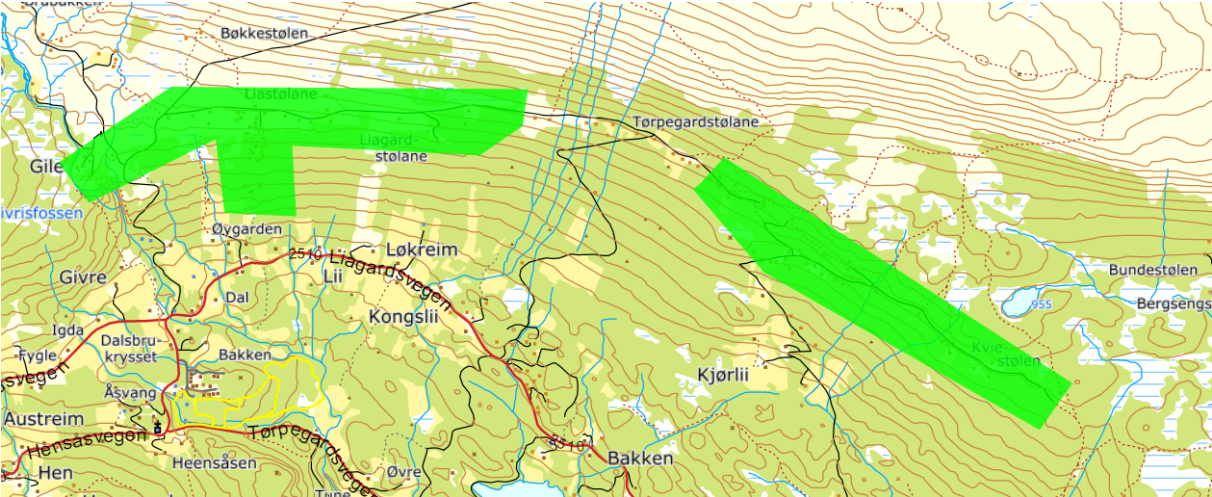 Bøkkestølen
Liastølane
Tørpegardstølane
Liagard-
stølane
Gile
ivrisfossen
Øygarden
Løkreim
2510 Liagardsvegen
Givre
Lii
Bundestølen
Dal
955
Bergsengs
Kongslii
Igda
Dalsbru-
krysset
Bakken
Fygle
Kvie-
stølen
svegen
Kjørlii
Åsvang
Austreim
Hensåsvegen
Tørpegardsvegen
2510
Bakken
Heensåsen
Hen
Øvre